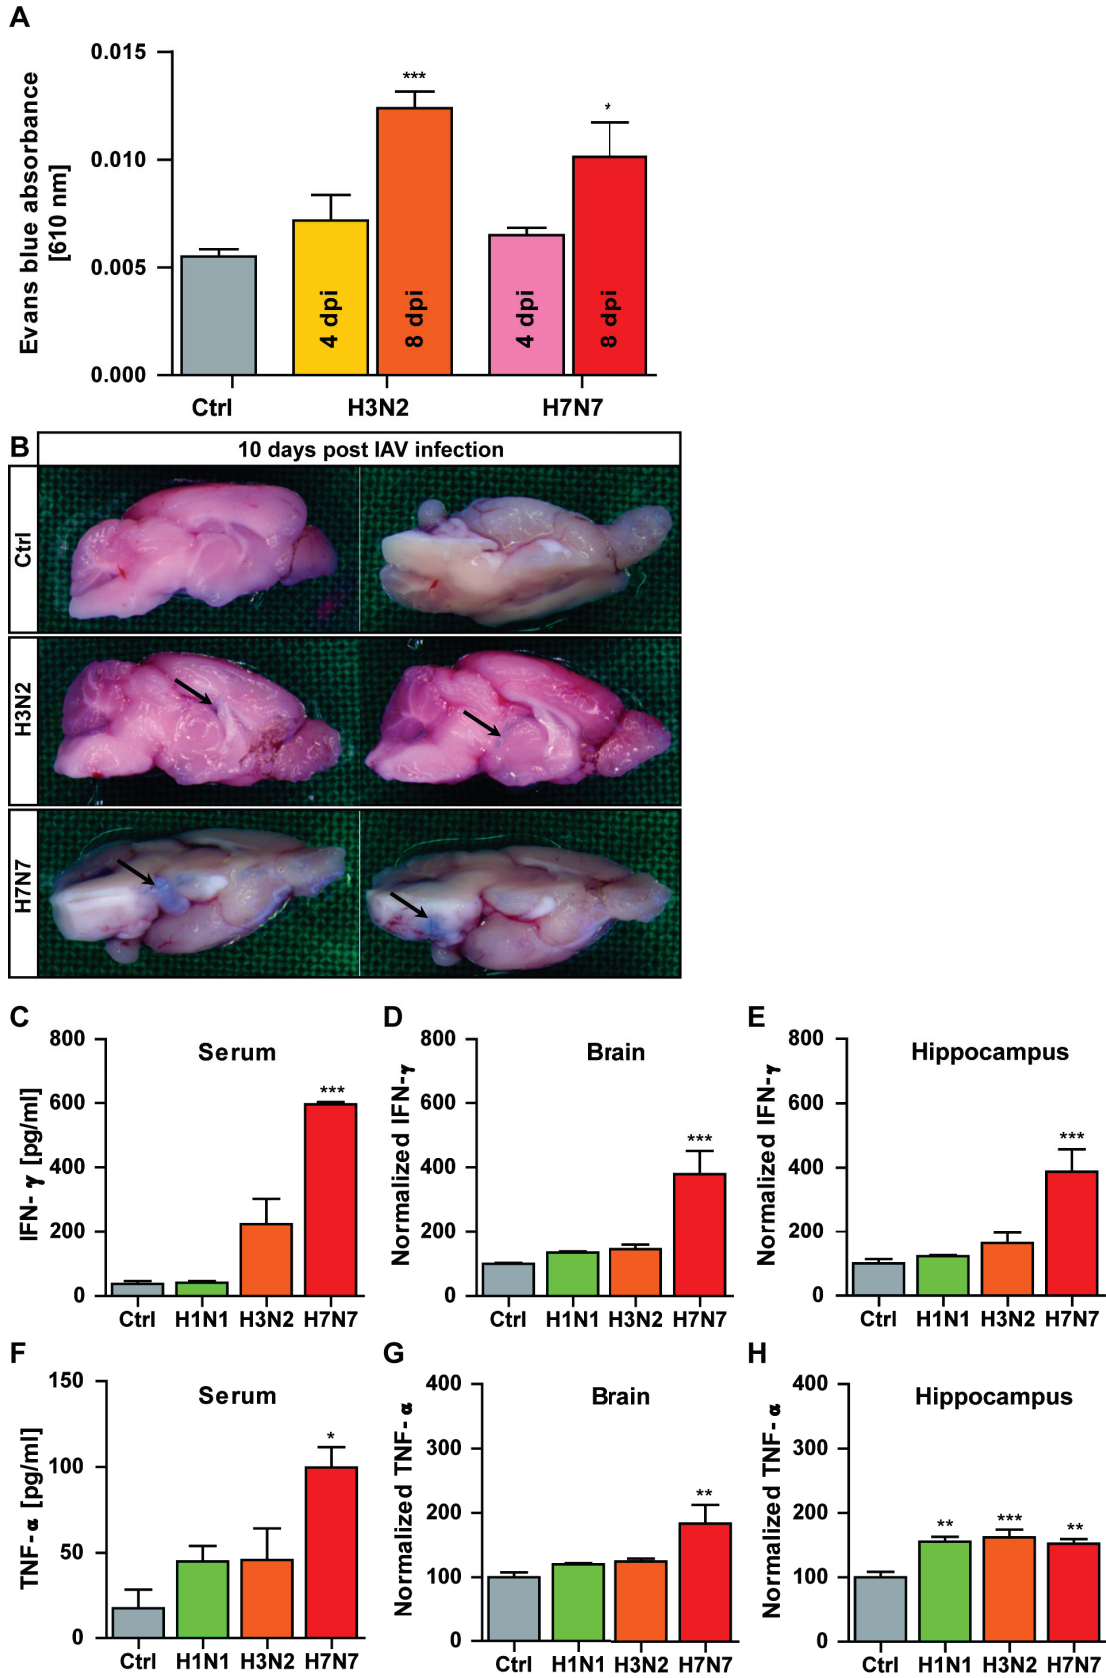 A
Evans blue absorbance
[610 nm]
0.015
0.010
0.005
0.000
***
*
4 dpi
8 dpi
4 dpi
8 dpi
Ctrl
H3N2
H7N7
B
10 days post IAV infection
Ctrl
H3N2
H7N7
C
Serum
IFN- γ [pg/ml]
800
600
400
200
0
***
Ctrl
H1N1
H3N2
H7N7
D
Brain
Normalized IFN-γ
800
600
400
200
0
***
Ctrl
H1N1
H3N2
H7N7
E
Hippocampus
Normalized IFN-γ
800
600
400
200
0
***
Ctrl
H1N1
H3N2
H7N7
F
Serum
TNF-α [pg/ml]
150
100
50
0
*
Ctrl
H1N1
H3N2
H7N7
G
Brain
Normalized TNF- α
400
300
200
100
0
**
Ctrl
H1N1
H3N2
H7N7
H
Hippocampus
Normalized TNF- α
400
300
200
100
0
**
***
**
Ctrl
H1N1
H3N2
H7N7